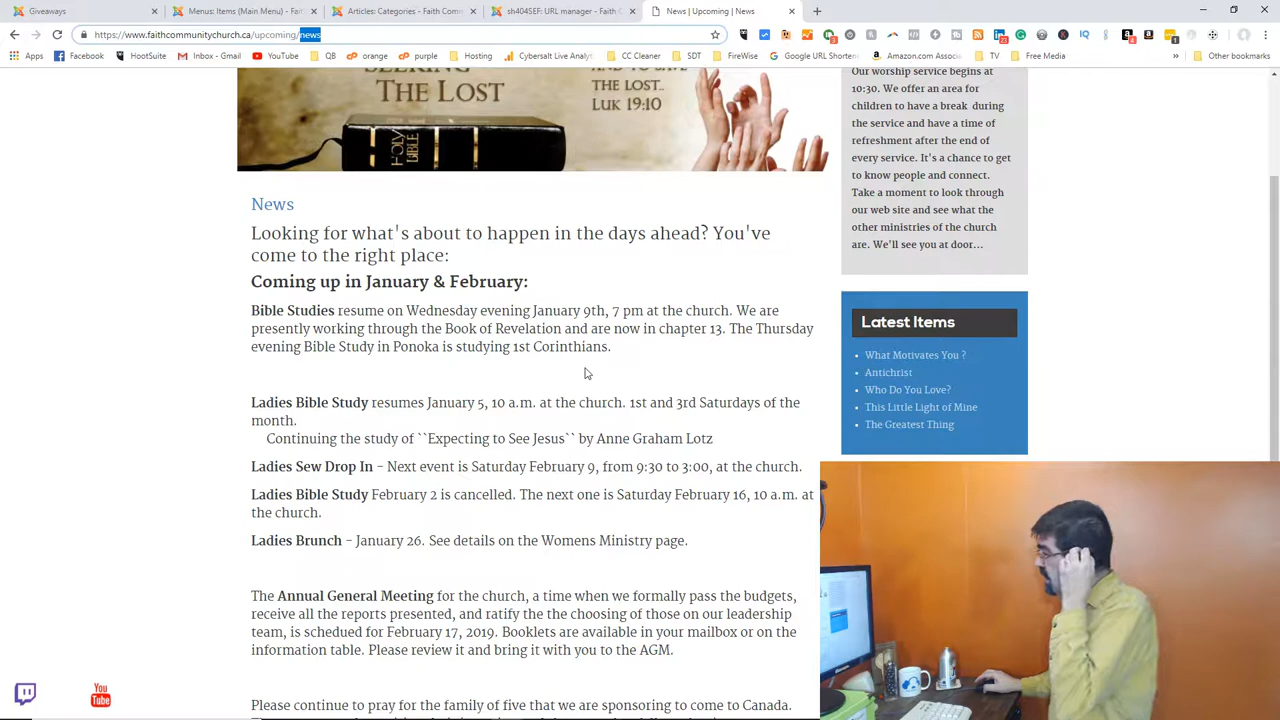 Giveaways
Menus: Items (Main Menu) - Fai
Articles: Categories - Faith Com
sh404SEF: URL manager - Faith C
News | Upcoming | News
https://www.faithcommunitychurch.ca/upcoming/news
Apps
Facebook
HootSuite
Inbox - Gmail
YouTube
orange
purple
Hosting
Cybersalt Live Analy
CC Cleaner
SDT
FireWise
Google URL Shorten
Amazon.com Associa
TV
Free Media
»
Other bookmarks
SEEKING
THE LOST
AND TO SAVE
THE LOST..
LUK 19:10
HOLY
BIBLE
News
Looking for what's about to happen in the days ahead? You've
come to the right place:
Coming up in January & February:
Bible Studies resume on Wednesday evening January 9th, 7 pm at the church. We are
presently working through the Book of Revelation and are now in chapter 13. The Thursday
evening Bible Study in Ponoka is studying 1st Corinthians.
Ladies Bible Study resumes January 5, 10 a.m. at the church. 1st and 3rd Saturdays of the
month.
Continuing the study of ``Expecting to See Jesus`` by Anne Graham Lotz
Ladies Sew Drop In - Next event is Saturday February 9, from 9:30 to 3:00, at the church.
Ladies Bible Study February 2 is cancelled. The next one is Saturday February 16, 10 a.m. at
the church.
Ladies Brunch - January 26. See details on the Womens Ministry page.
The Annual General Meeting for the church, a time when we formally pass the budgets,
receive all the reports presented, and ratify the the choosing of those on our leadership
team, is schedued for February 17, 2019. Booklets are available in your mailbox or on the
information table. Please review it and bring it with you to the AGM.
Please continue to pray for the family of five that we are sponsoring to come to Canada.
Our worship service begins at
10:30. We offer an area for
children to have a break during
the service and have a time of
refreshment after the end of
every service. It's a chance to get
to know people and connect.
Take a moment to look through
our web site and see what the
other ministries of the church
are. We'll see you at door...
Latest Items
What Motivates You ?
Antichrist
Who Do You Love?
This Little Light of Mine
The Greatest Thing
You
Tube